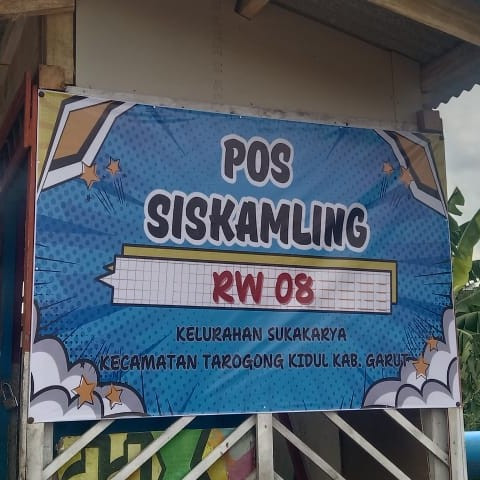 POS
SISKAMLING
RW 08
KELURAHAN SUKAKARYA
KECAMATAN TAROGONG KIDUL KAB. GARUT